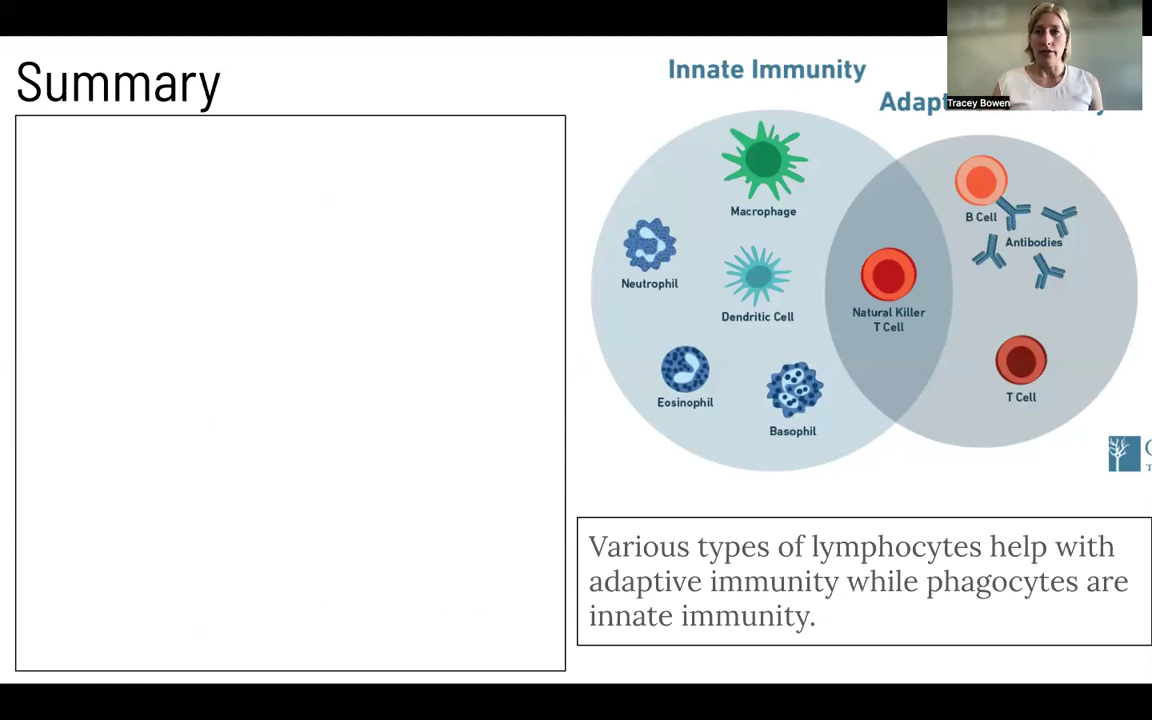 Summary
Innate Immunity
Adapt
Tracey Bowen
Macrophage
B Cell
Antibodies
Neutrophil
Dendritic Cell
Natural Killer
T Cell
Eosinophil
T Cell
Basophil
Various types of lymphocytes help with
adaptive immunity while phagocytes are
innate immunity.